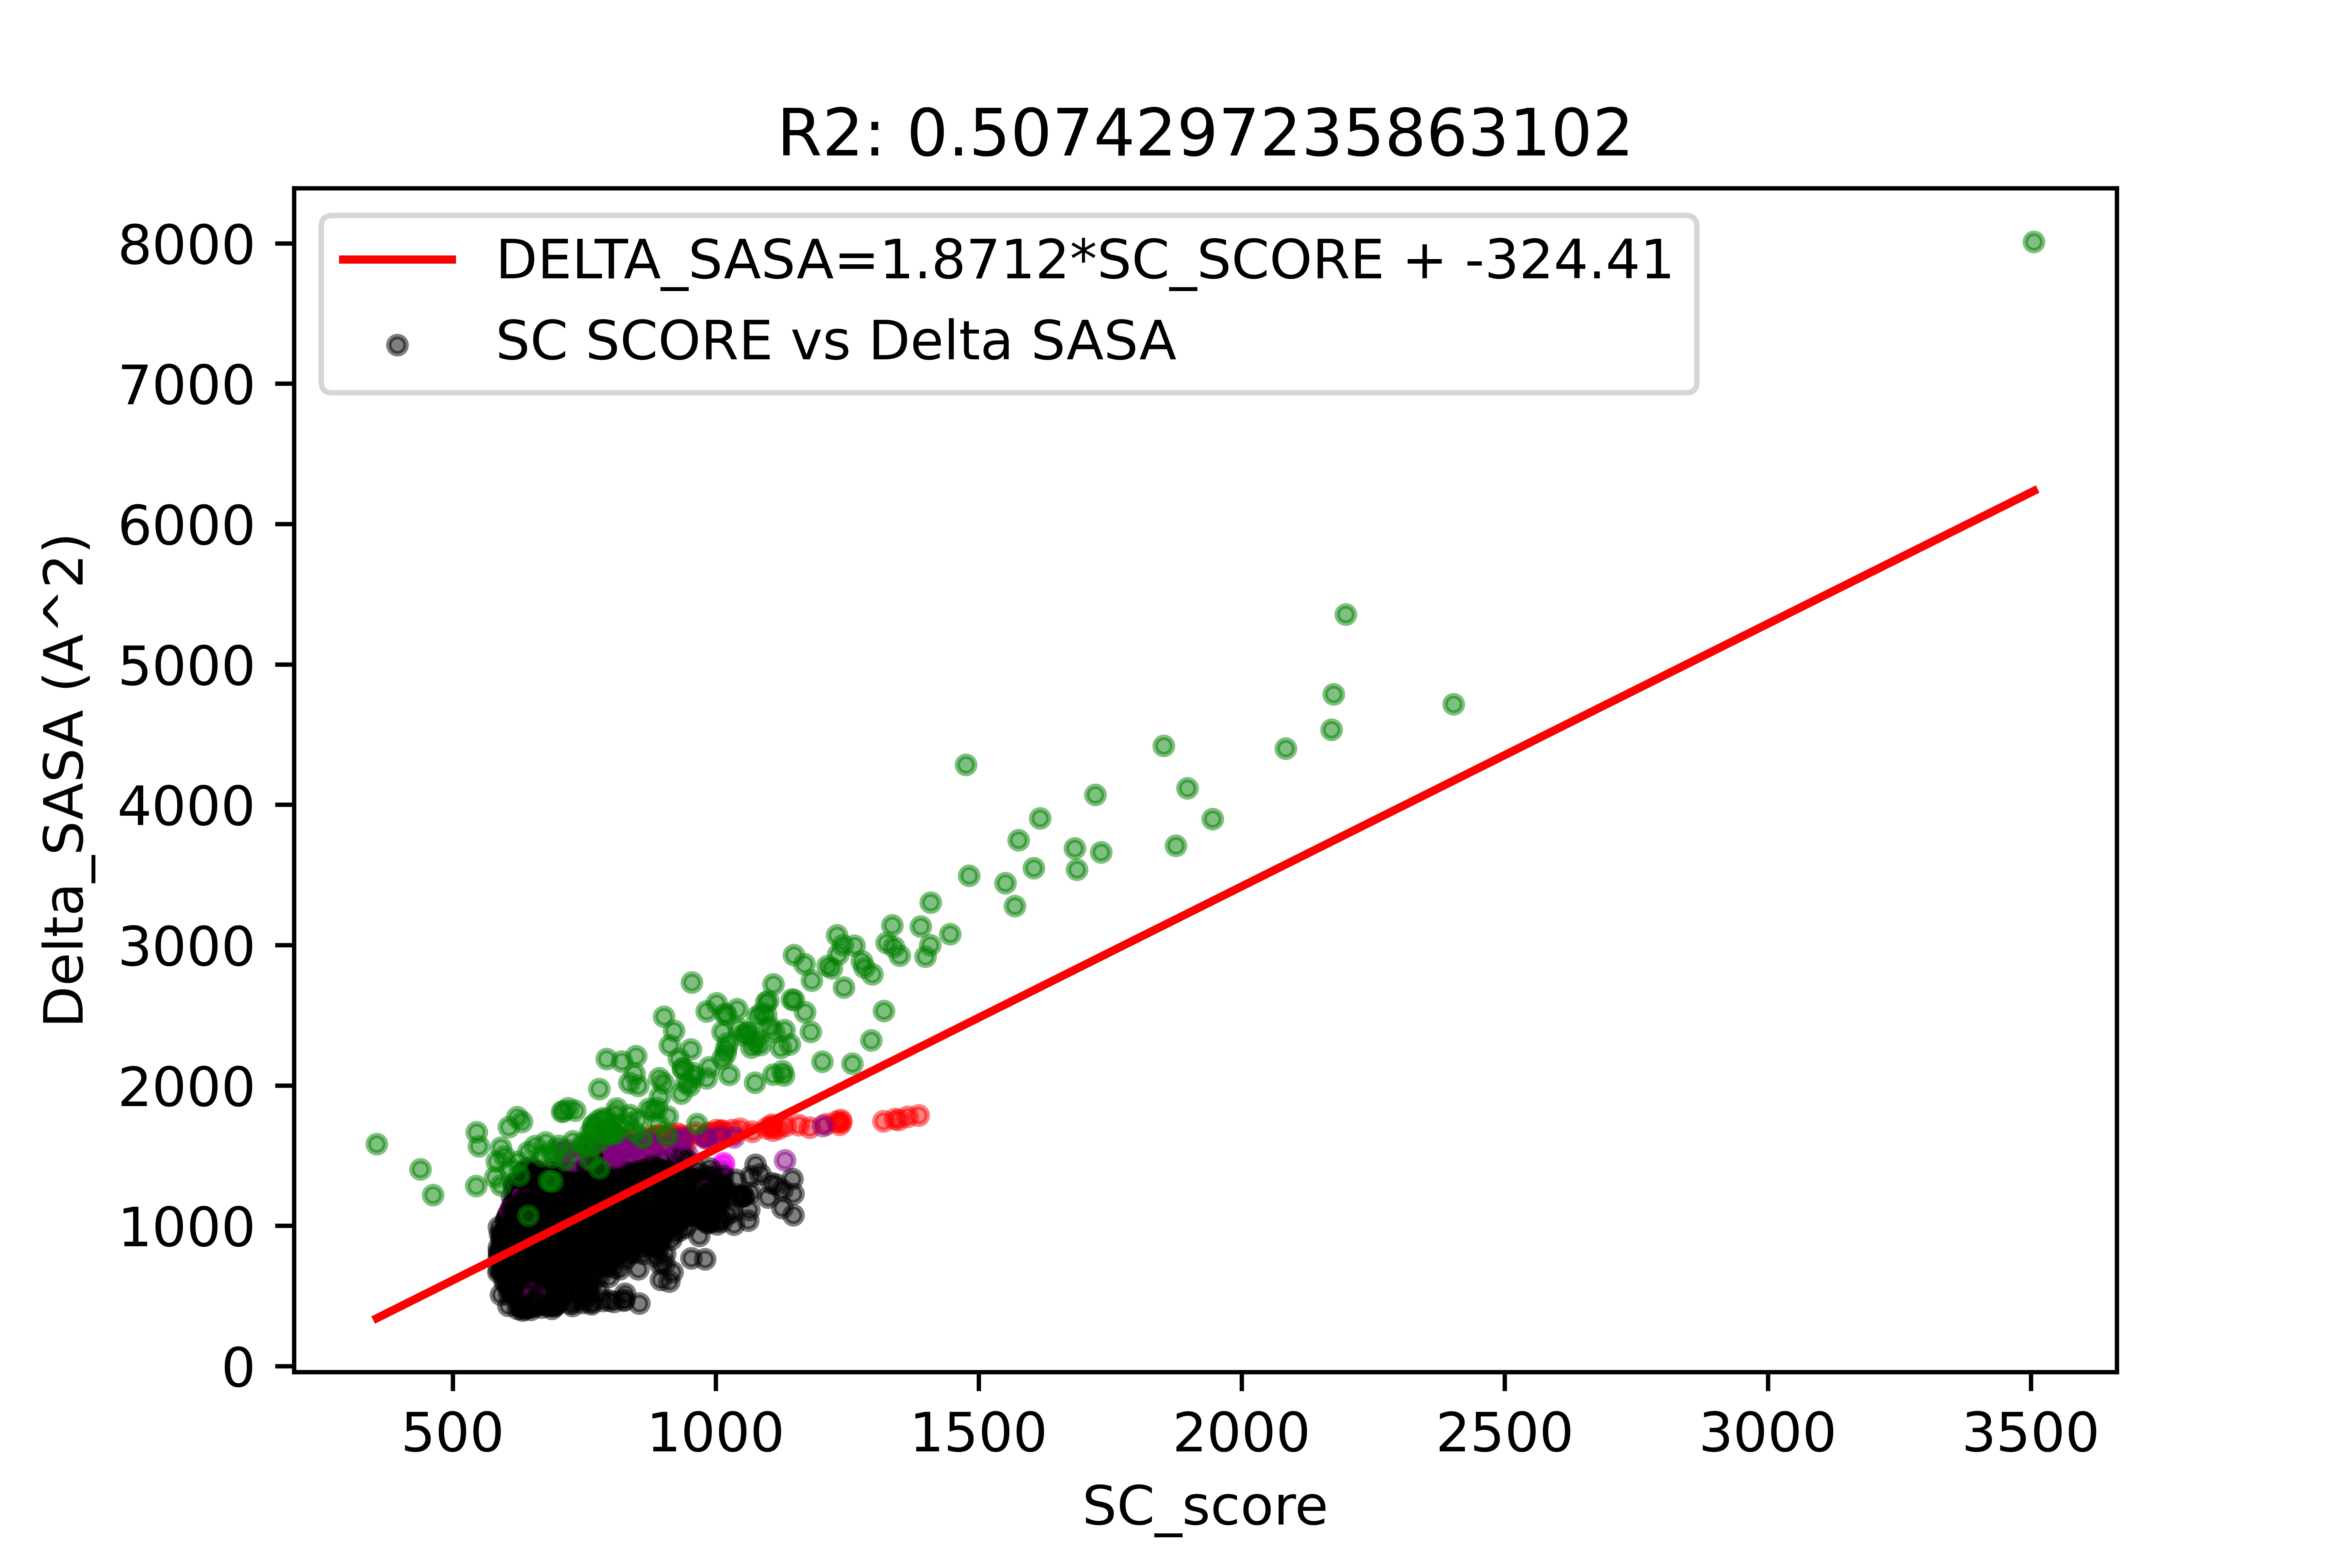 R2: 0.5074297235863102
DELTA_SASA=1.8712*SC_SCORE + -324.41
SC SCORE vs Delta SASA
8000
7000
6000
5000
4000
3000
2000
1000
0
Delta_SASA (A^2)
500 1000 1500 2000 2500 3000 3500
SC_score